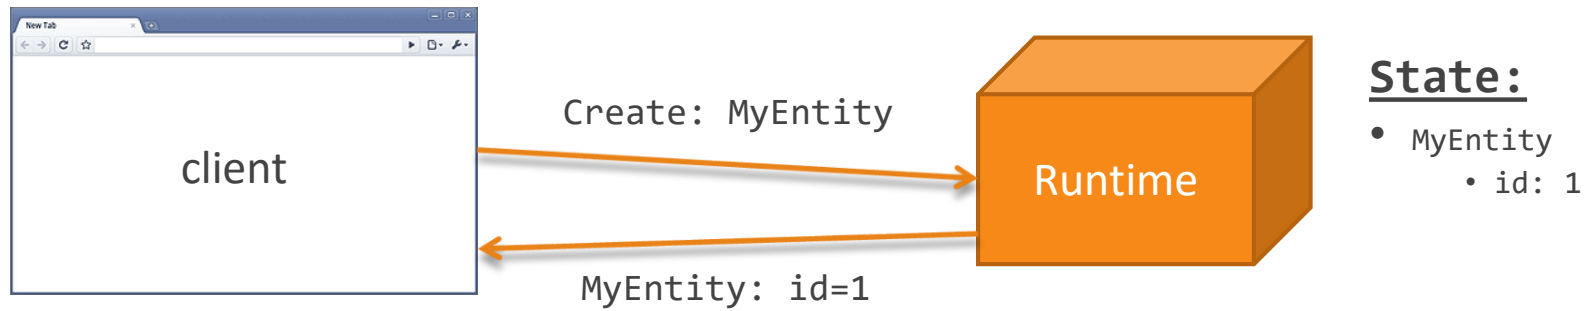 New Tab
client
Create: MyEntity
MyEntity: id=1
Runtime
State:
• MyEntity
• id: 1